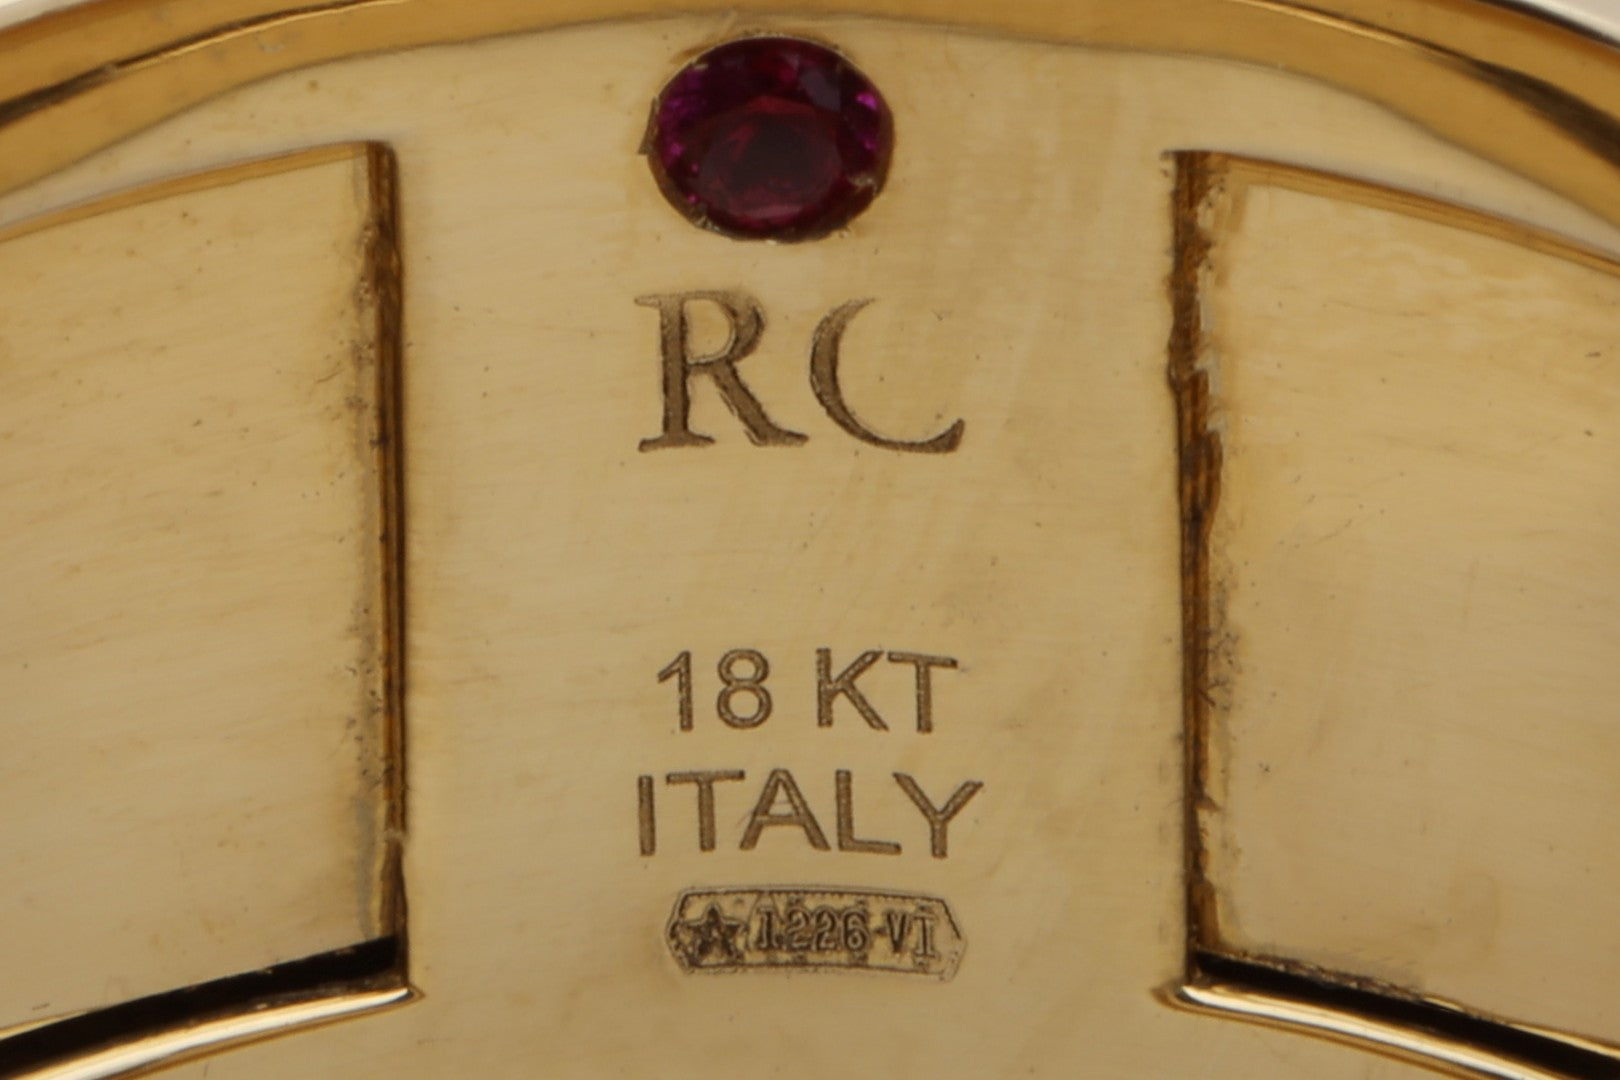 RC
18 KT
ITALY
★1226 VI